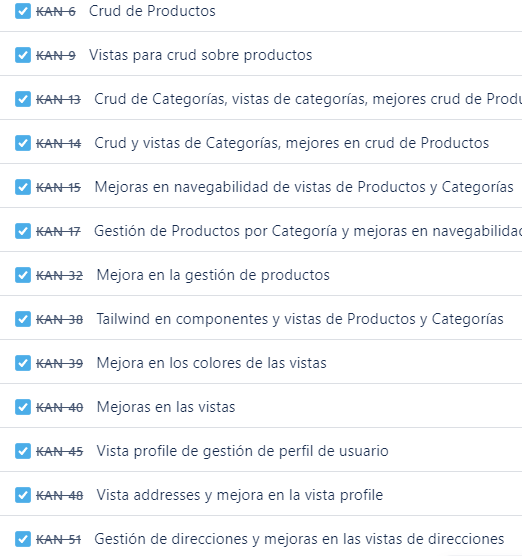 KAN-6 Crud de Productos
KAN-9 Vistas para crud sobre productos
KAN-13 Crud de Categorías, vistas de categorías, mejores crud de Produ
KAN-14 Crud y vistas de Categorías, mejores en crud de Productos
KAN-15 Mejoras en navegabilidad de vistas de Productos y Categorías
KAN-17 Gestión de Productos por Categoría y mejoras en navegabilidad
KAN-32 Mejora en la gestión de productos
KAN-38 Tailwind en componentes y vistas de Productos y Categorías
KAN-39 Mejora en los colores de las vistas
KAN-40 Mejoras en las vistas
KAN-45 Vista profile de gestión de perfil de usuario
KAN-48 Vista addresses y mejora en la vista profile
KAN-51 Gestión de direcciones y mejoras en las vistas de direcciones